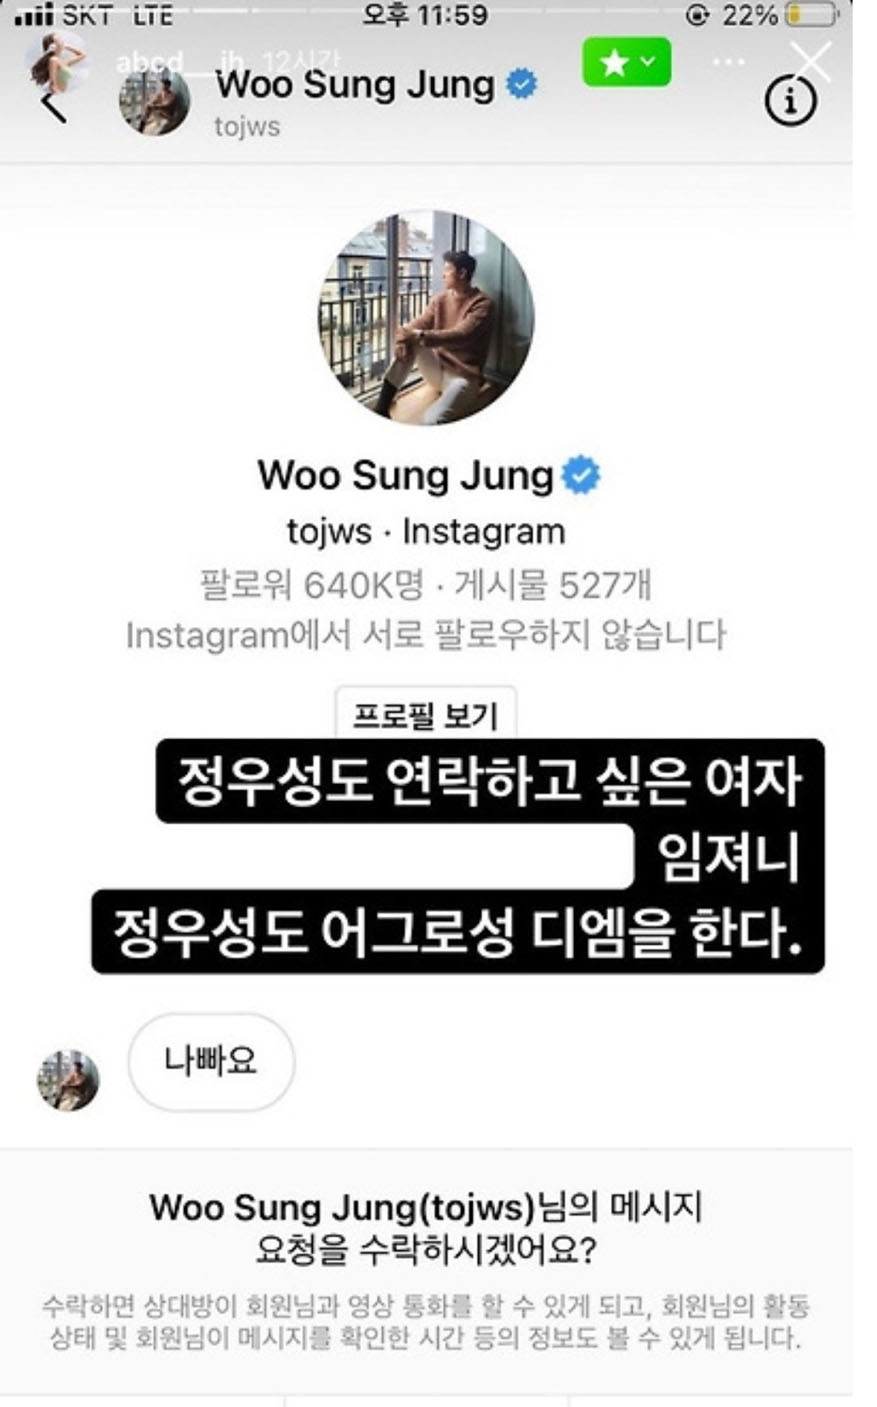 SKT LTE 오후 11:59 22%
abcd__jh 12시간
Woo Sung Jung
tojws
Woo Sung Jung
tojws · Instagram
팔로워 640K명 · 게시물 527개
Instagram에서 서로 팔로우하지 않습니다
프로필 보기
정우성도 연락하고 싶은 여자
임져니
정우성도 어그로성 디엠을 한다.
나빠요
Woo Sung Jung(tojws)님의 메시지
요청을 수락하시겠어요?
수락하면 상대방이 회원님과 영상 통화를 할 수 있게 되고, 회원님의 활동
상태 및 회원님이 메시지를 확인한 시간 등의 정보도 볼 수 있게 됩니다.